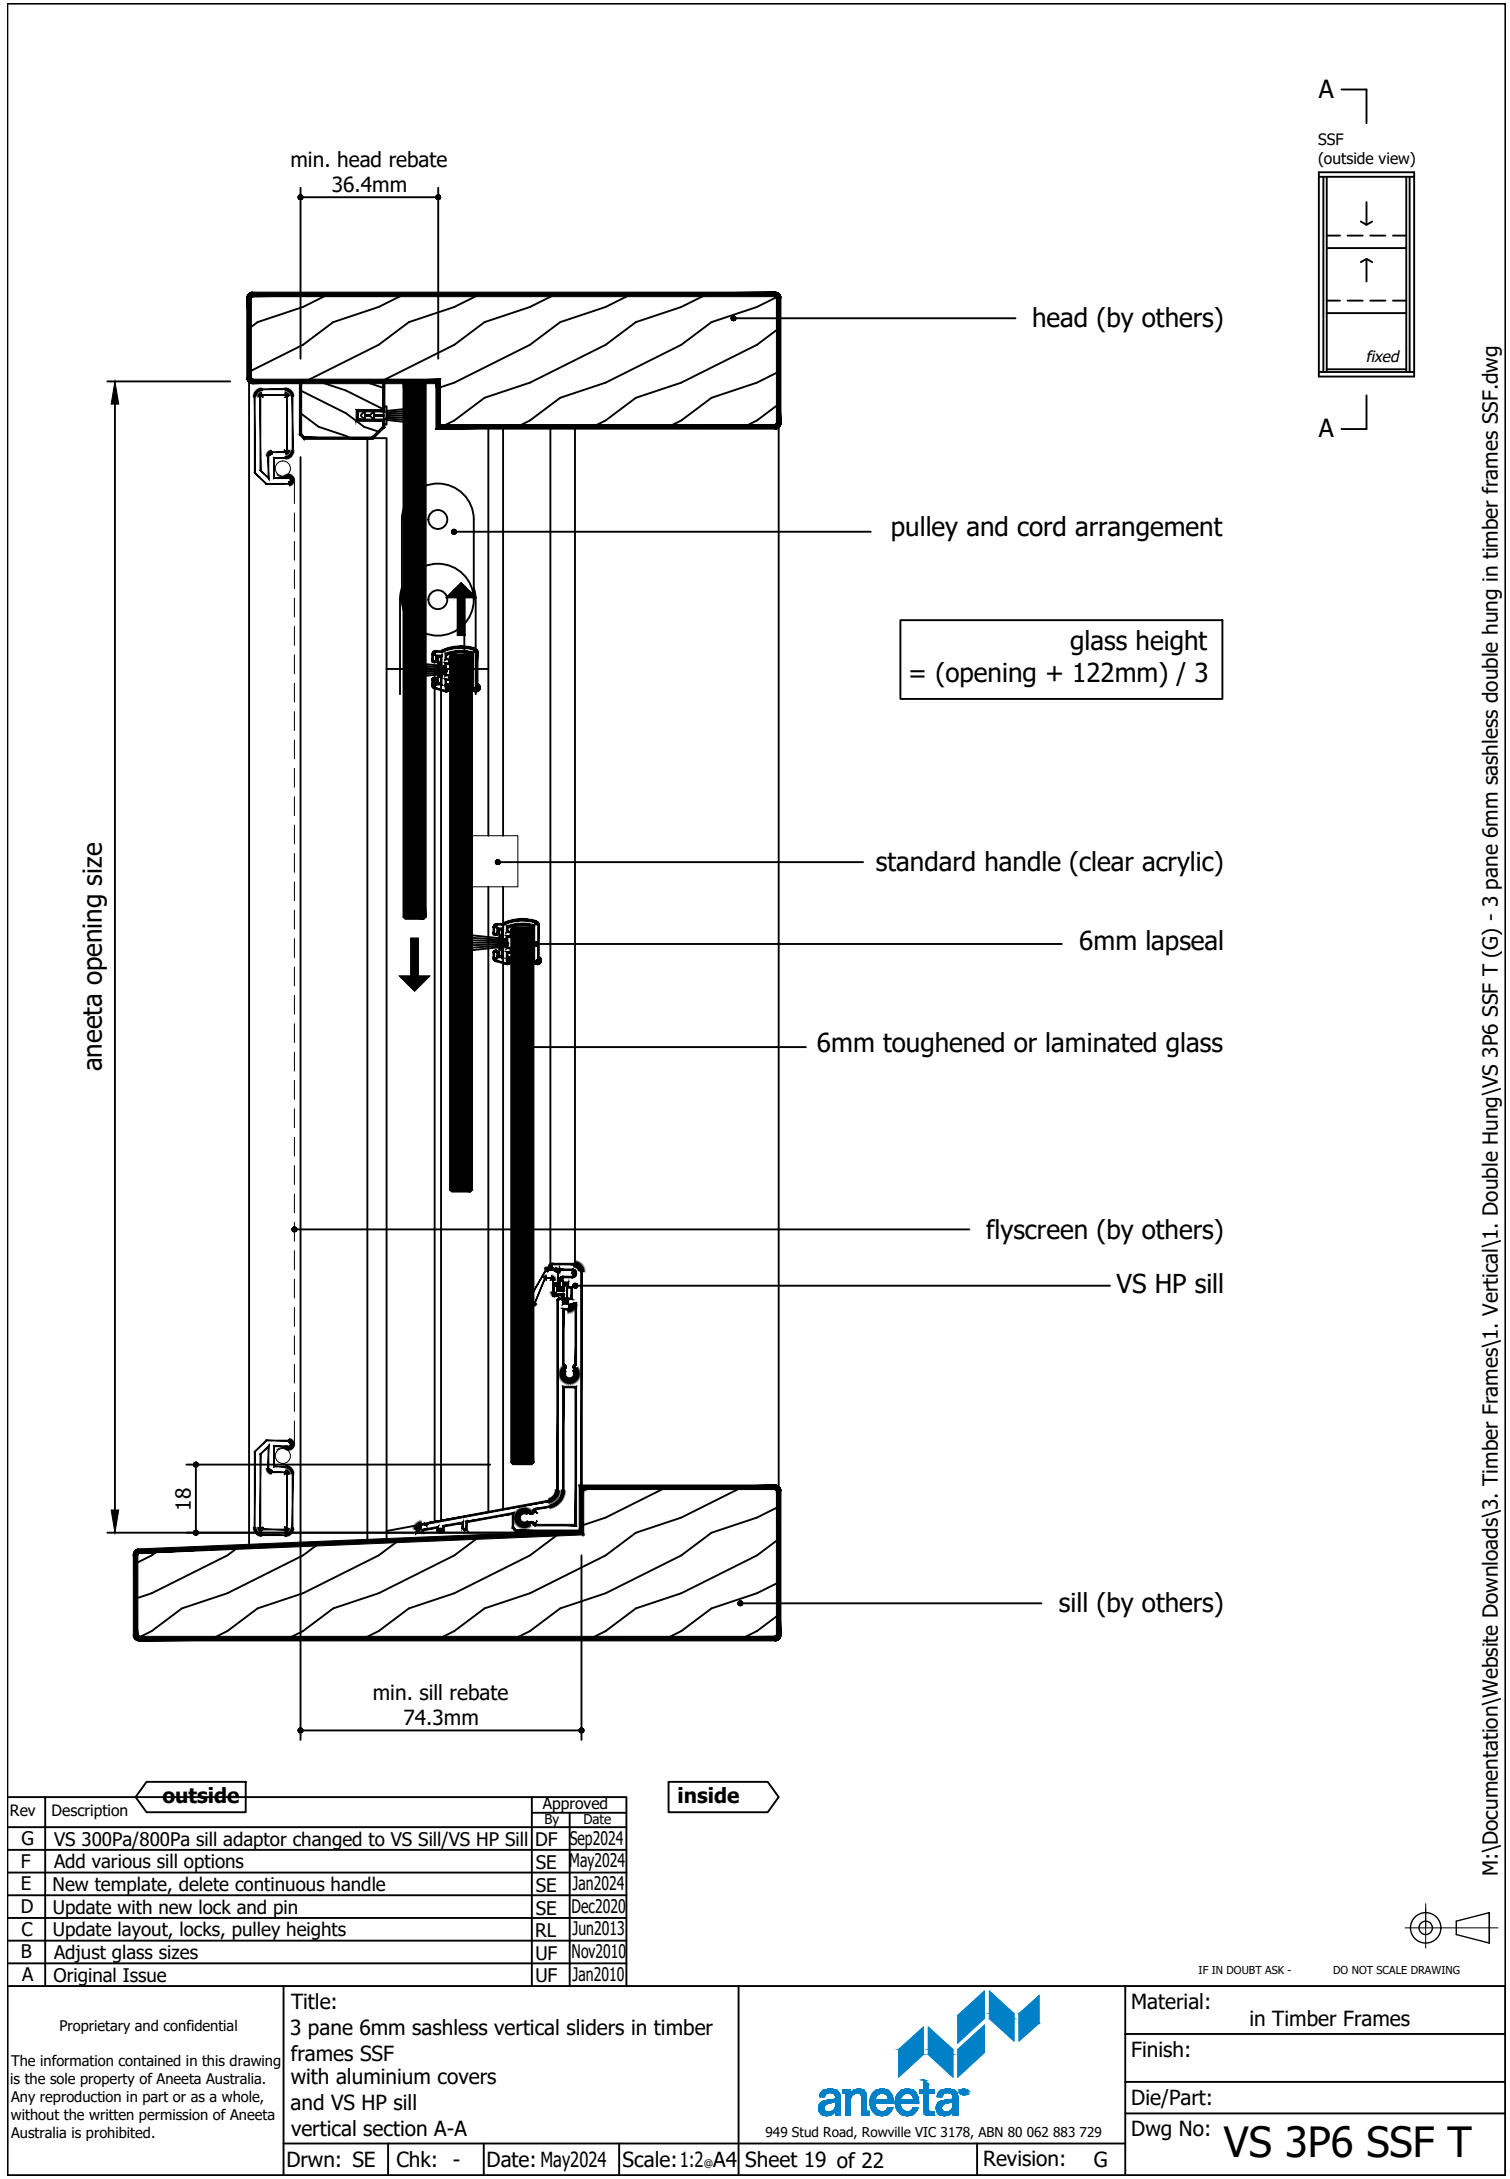 A
SSF
(outside view)
fixed
A
min. head rebate
36.4mm
head (by others)
pulley and cord arrangement
glass height
= (opening + 122mm) / 3
standard handle (clear acrylic)
6mm lapseal
6mm toughened or laminated glass
aneeta opening size
flyscreen (by others)
VS HP sill
18
sill (by others)
min. sill rebate
74.3mm
outside
inside
M:\Documentation\Website Downloads\3. Timber Frames\1. Vertical\1. Double Hung\VS 3P6 SSF T (G) - 3 pane 6mm sashless double hung in timber frames SSF.dwg
Rev Description Approved
By Date
G VS 300Pa/800Pa sill adaptor changed to VS Sill/VS HP Sill DF Sep2024
F Add various sill options SE May2024
E New template, delete continuous handle SE Jan2024
D Update with new lock and pin SE Dec2020
C Update layout, locks, pulley heights RL Jun2013
B Adjust glass sizes UF Nov2010
A Original Issue UF Jan2010
IF IN DOUBT ASK - DO NOT SCALE DRAWING
Proprietary and confidential
The information contained in this drawing
is the sole property of Aneeta Australia.
Any reproduction in part or as a whole,
without the written permission of Aneeta
Australia is prohibited.
Title:
3 pane 6mm sashless vertical sliders in timber
frames SSF
with aluminium covers
and VS HP sill
vertical section A-A
Drwn: SE Chk: - Date: May2024 Scale: 1:2@A4 Sheet 19 of 22 Revision: G
aneeta
949 Stud Road, Rowville VIC 3178, ABN 80 062 883 729
Material:
in Timber Frames
Finish:
Die/Part:
Dwg No: VS 3P6 SSF T